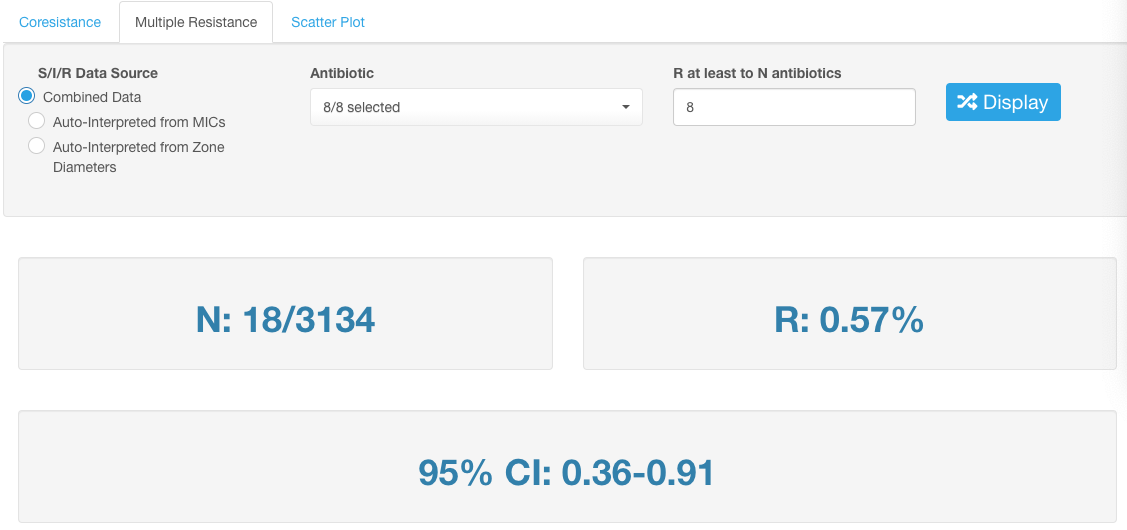 Coresistance
Multiple Resistance
Scatter Plot
S/I/R Data Source
Combined Data
Auto-Interpreted from MICs
Auto-Interpreted from Zone
Diameters
Antibiotic
8/8 selected
R at least to N antibiotics
8
Display
N: 18/3134
R: 0.57%
95% CI: 0.36-0.91